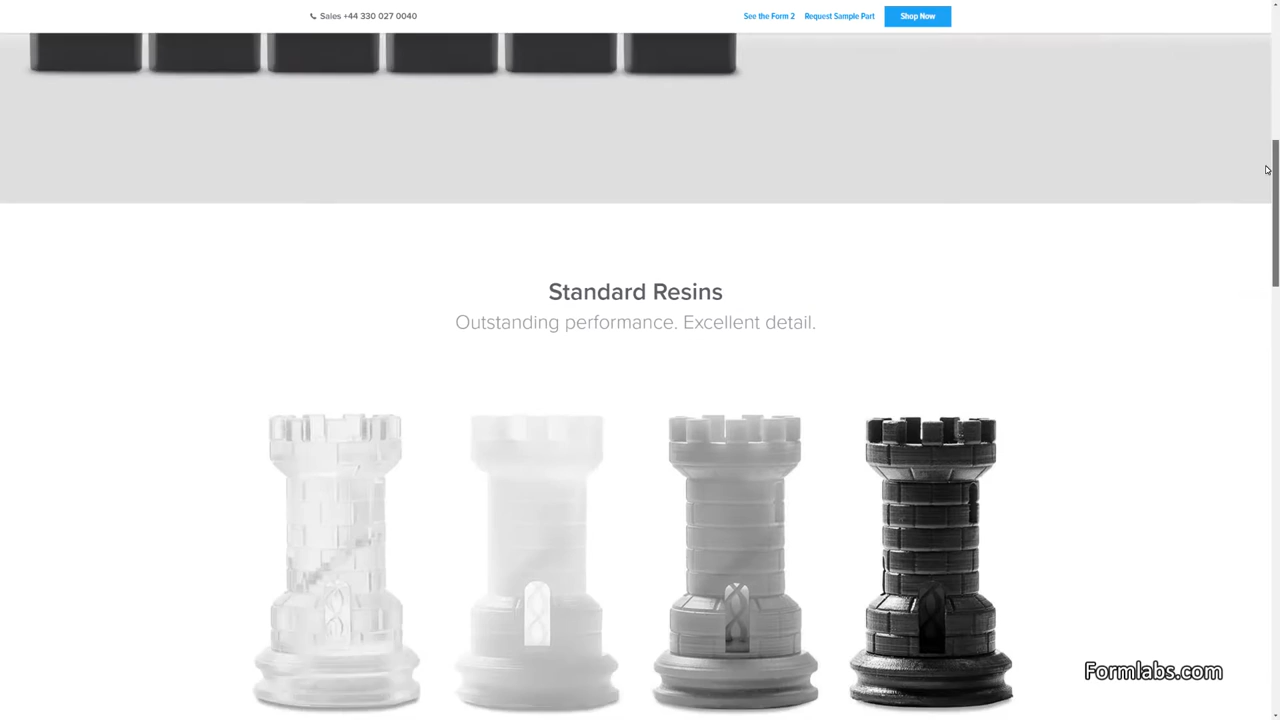 Sales +44 330 027 0040
See the Form 2
Request Sample Part
Shop Now
Standard Resins
Outstanding performance. Excellent detail.
Formlabs.com